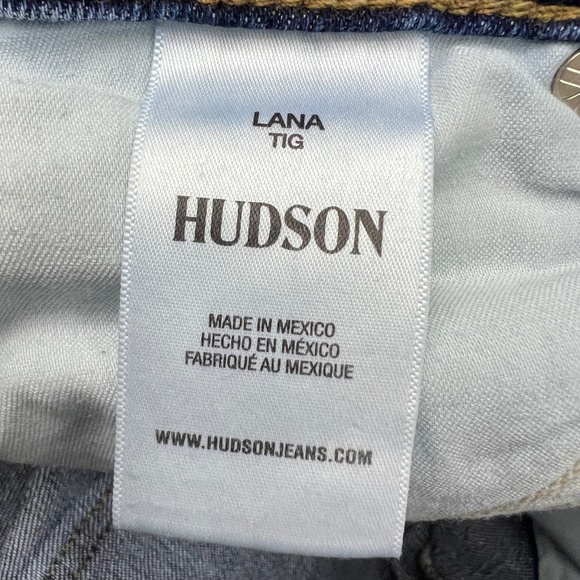 LANA
TIG
HUDSON
MADE IN MEXICO
HECHO EN MÉXICO
FABRIQUÉ AU MEXIQUE
WWW.HUDSONJEANS.COM